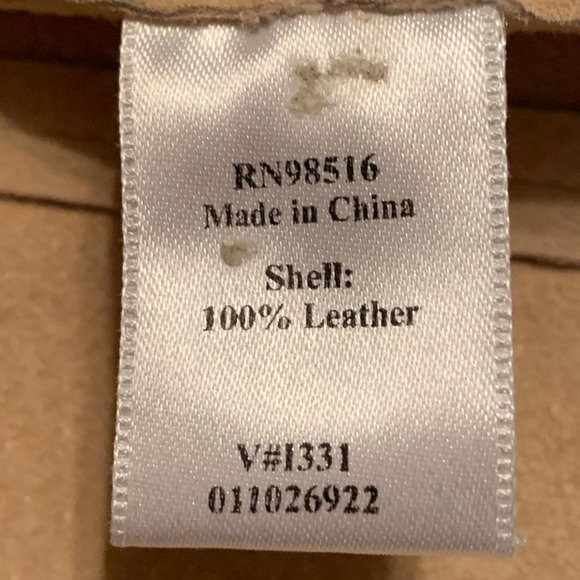 RN98516
Made in China
Shell:
100% Leather
V#I331
011026922